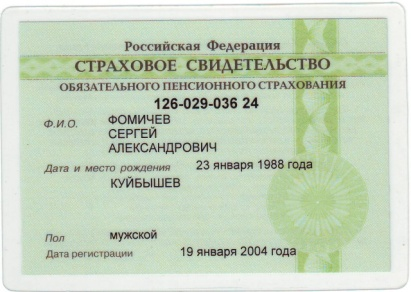 Российская Федерация
СТРАХОВОЕ СВИДЕТЕЛЬСТВО
ОБЯЗАТЕЛЬНОГО ПЕНСИОННОГО СТРАХОВАНИЯ
126-029-036 24
Ф.И.О. ФОМИЧЕВ
СЕРГЕЙ
АЛЕКСАНДРОВИЧ
Дата и место рождения 23 января 1988 года
КУЙБЫШЕВ
Пол мужской
Дата регистрации 19 января 2004 года